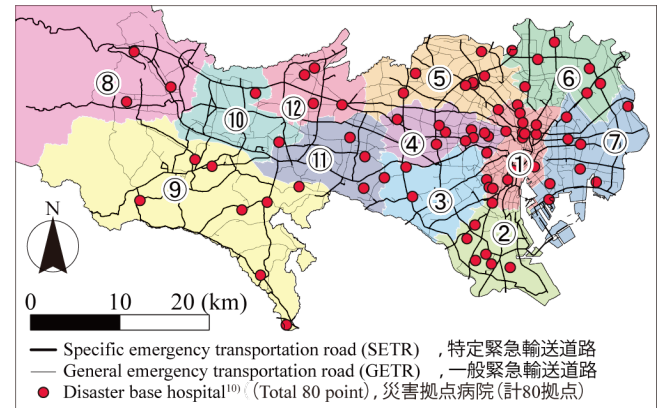 ⑧
⑤
⑥
⑩
⑫
④
⑦
⑪
①
⑨
③
②
N
0 10 20 (km)
Specific emergency transportation road (SETR) , 特定緊急輸送道路
General emergency transportation road (GETR) , 一般緊急輸送道路
Disaster base hospital¹⁰⁾ (Total 80 point) , 災害拠点病院(計80拠点)